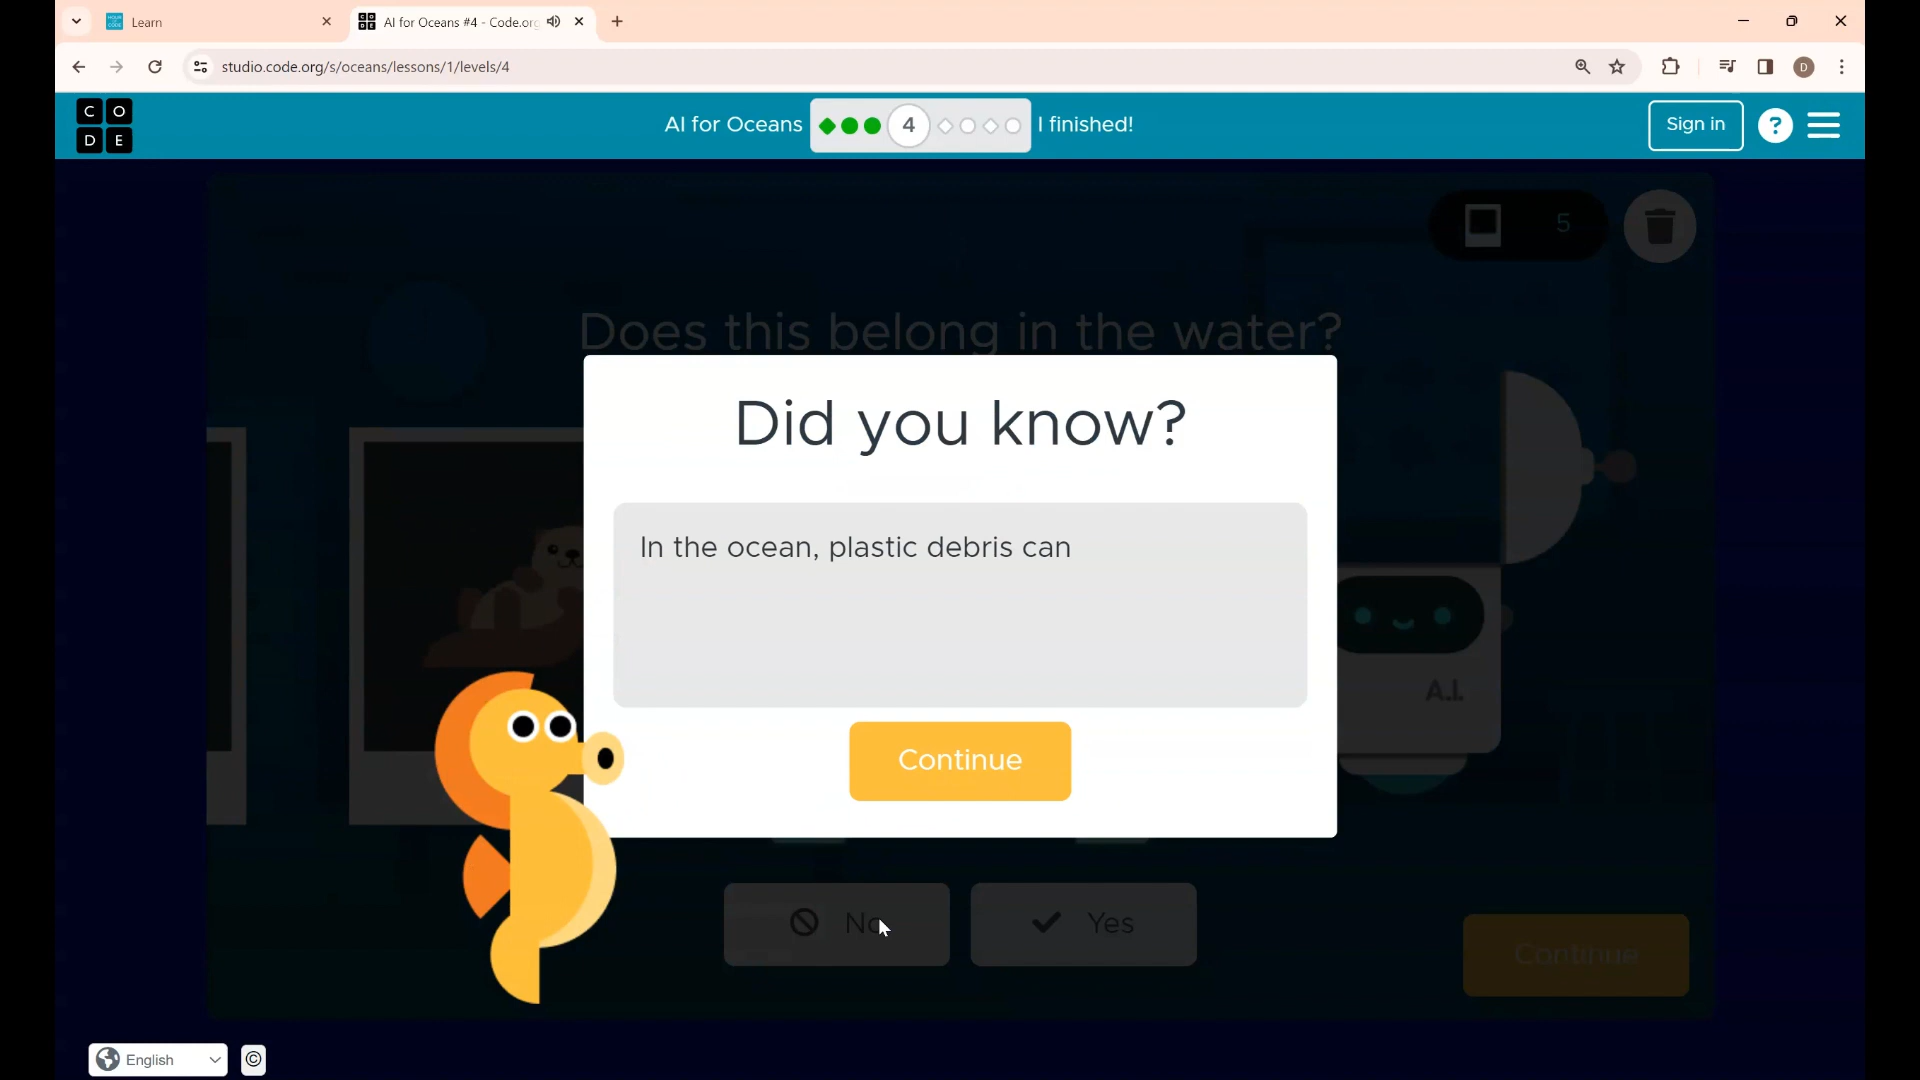 Learn
AI for Oceans #4 - Code.org
studio.code.org/s/oceans/lessons/1/levels/4
D
C O
D E
AI for Oceans
4
I finished!
Sign in
?
5
Does this belong in the water?
Did you know?
In the ocean, plastic debris can
Continue
A.I.
No
Yes
Continue
English
©